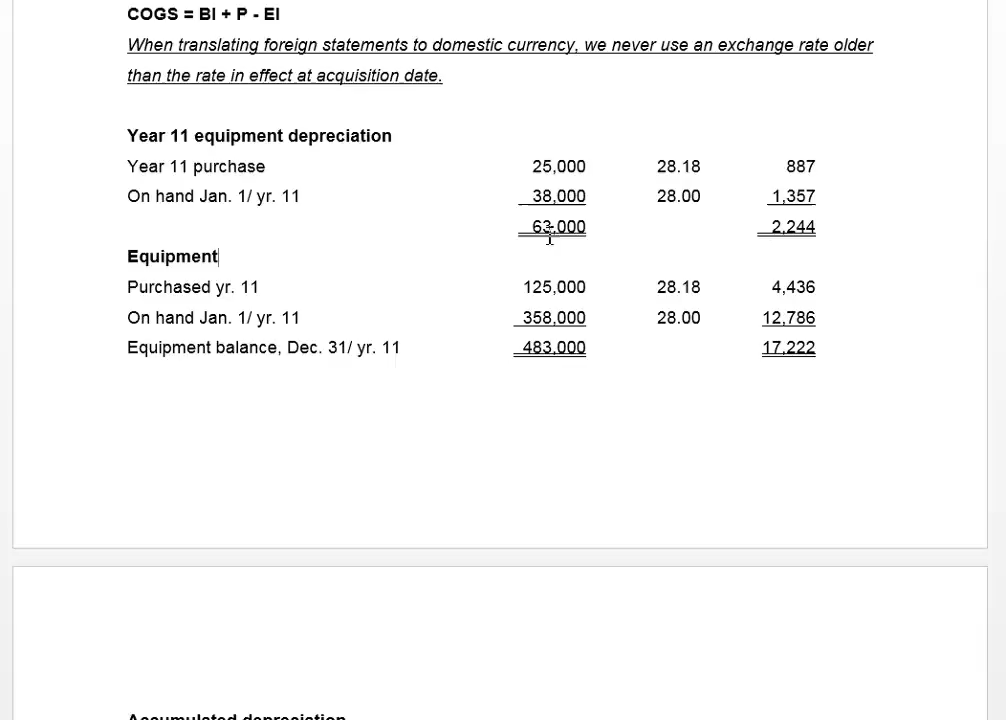 COGS = BI + P - EI
When translating foreign statements to domestic currency, we never use an exchange rate older
than the rate in effect at acquisition date.
Year 11 equipment depreciation
Year 11 purchase 25,000 28.18 887
On hand Jan. 1/ yr. 11 38,000 28.00 1,357
63,000 2,244
Equipment
Purchased yr. 11 125,000 28.18 4,436
On hand Jan. 1/ yr. 11 358,000 28.00 12,786
Equipment balance, Dec. 31/ yr. 11 483,000 17,222
Accumulated depreciation